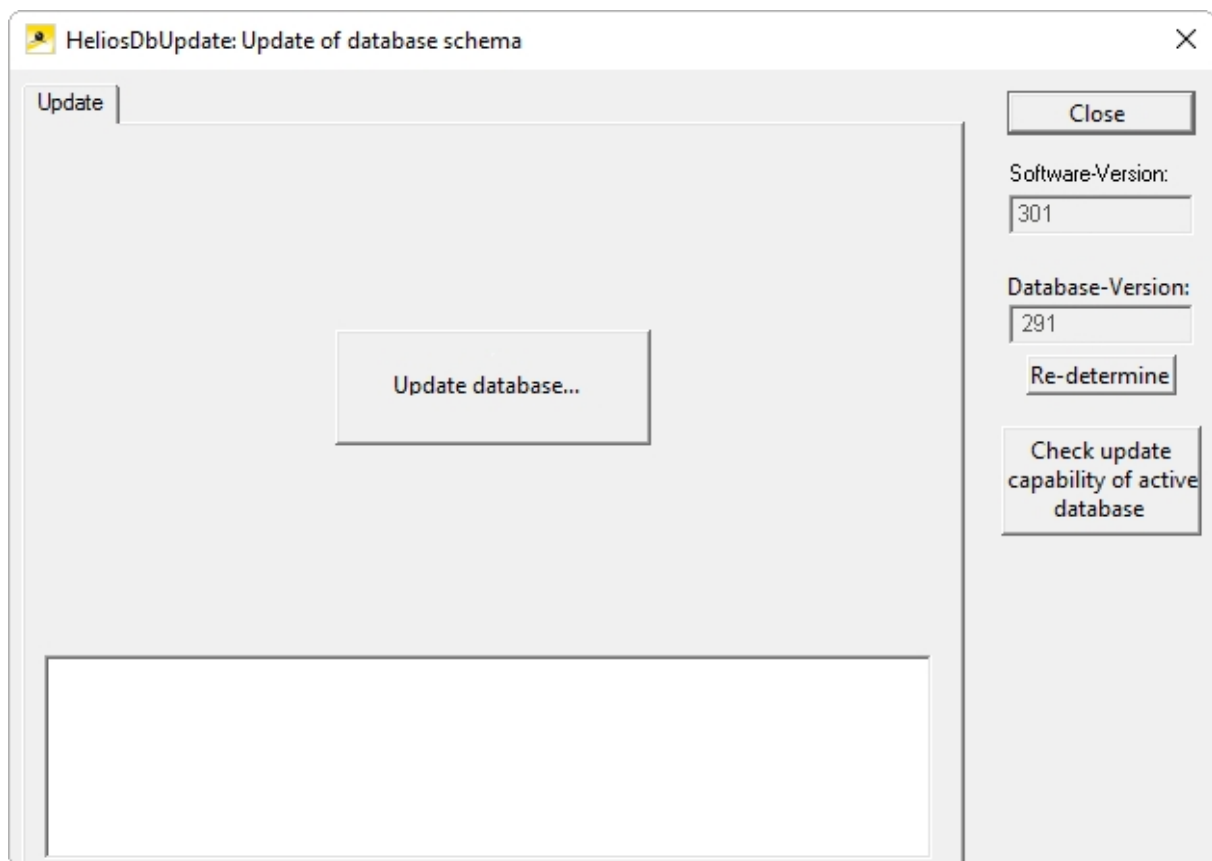 HeliosDbUpdate: Update of database schema
Update
Close
Software-Version:
301
Database-Version:
291
Re-determine
Update database...
Check update
capability of active
database